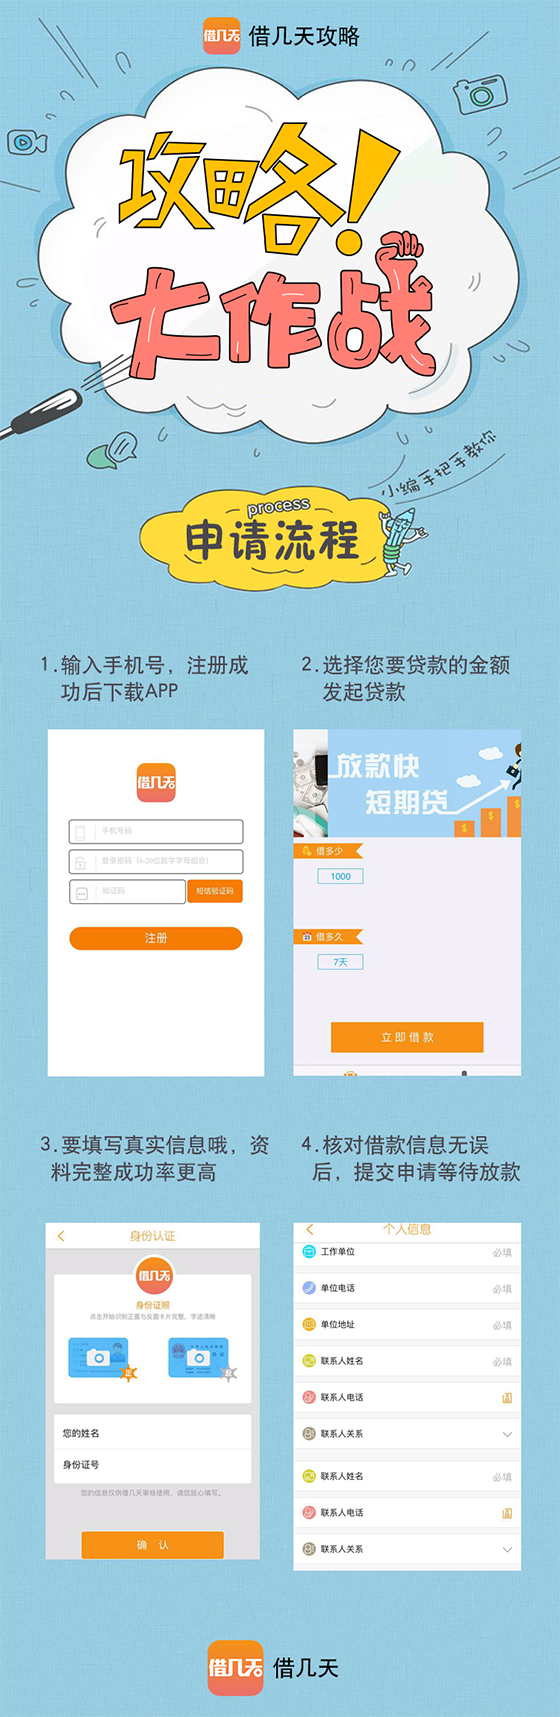 借几天 借几天攻略
攻略!
大作战
小编手把手教你
process
申请流程
1.输入手机号，注册成
功后下载APP
2.选择您要贷款的金额
发起贷款
借几天
手机号码
登录密码（6-20位数字字母组合）
验证码
短信验证码
注册
放款快
短期贷
借多少
1000
借多久
7天
立即借款
3.要填写真实信息哦，资
料完整成功率更高
4.核对借款信息无误
后，提交申请等待放款
身份认证
借几天
身份证照
点击开始识别正面与反面卡片完整、字迹清晰
正
反
您的姓名
身份证号
您的信息仅供借几天审核使用，请您放心填写。
确 认
个人信息
工作单位 必填
单位电话 必填
单位地址 必填
联系人姓名 必填
联系人电话
联系人关系
联系人姓名 必填
联系人电话
联系人关系
借几天 借几天